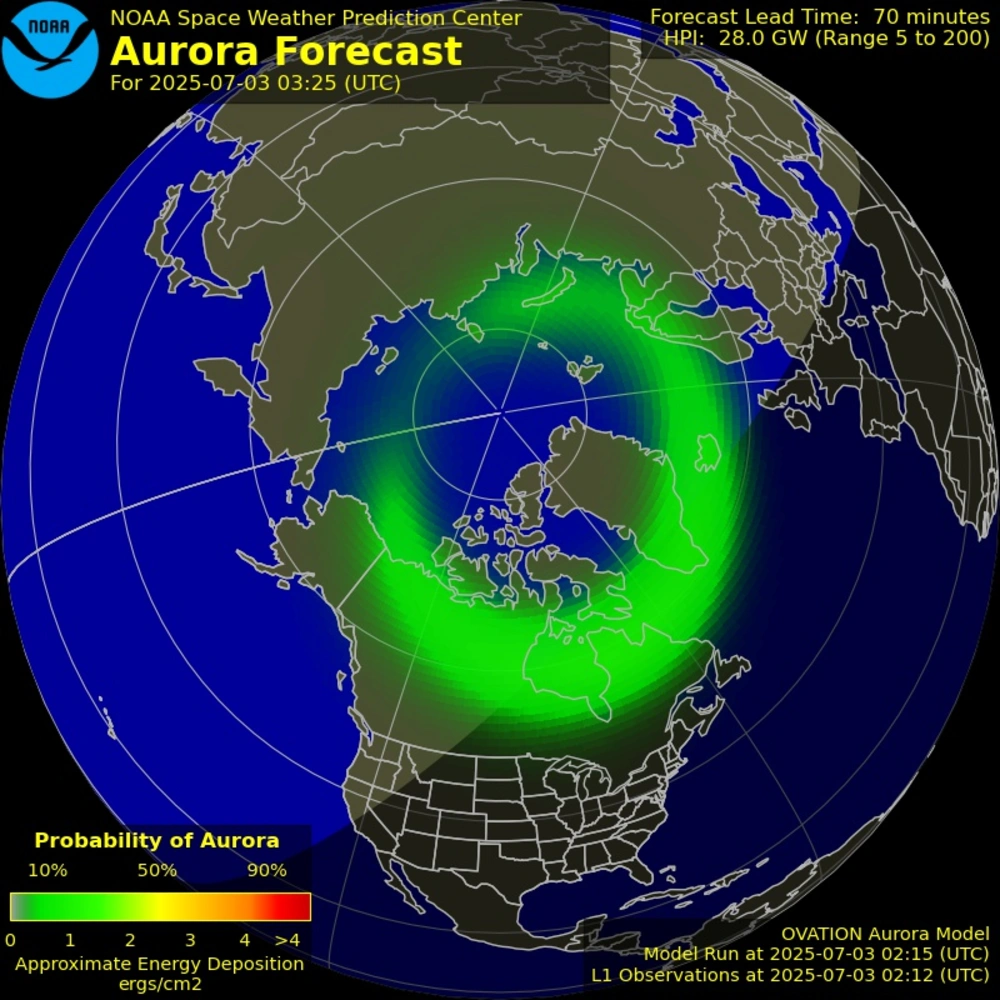 NOAA
NOAA Space Weather Prediction Center
Aurora Forecast
For 2025-07-03 03:25 (UTC)
Forecast Lead Time: 70 minutes
HPI: 28.0 GW (Range 5 to 200)
Probability of Aurora
10% 50% 90%
0 1 2 3 4 >4
Approximate Energy Deposition
ergs/cm2
OVATION Aurora Model
Model Run at 2025-07-03 02:15 (UTC)
L1 Observations at 2025-07-03 02:12 (UTC)